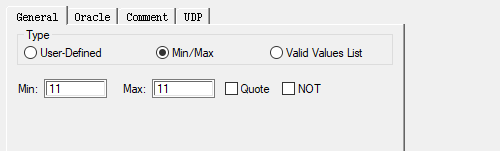 General Oracle Comment UDP
Type
User-Defined Min/Max Valid Values List
Min: 11 Max: 11 Quote NOT